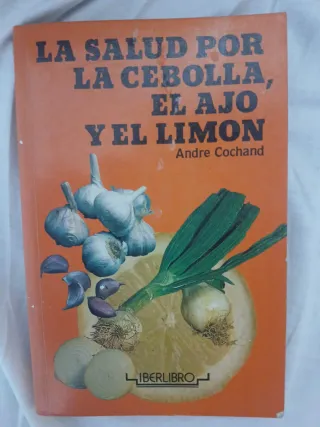 LA SALUD POR
LA CEBOLLA,
EL AJO
Y EL LIMON
Andre Cochand
IBERLIBRO